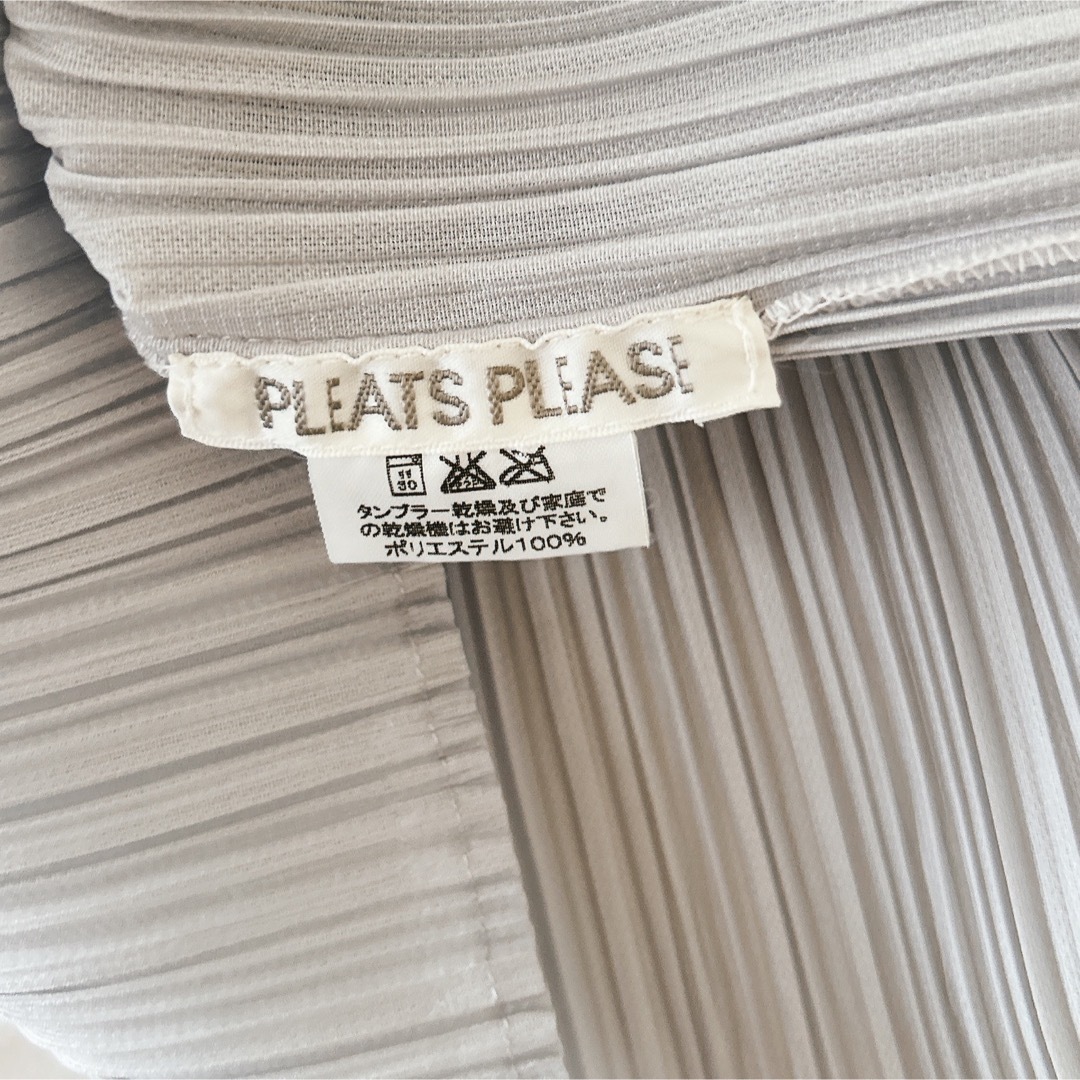 PLEATS PLEASE
30
タンブラー乾燥及び家庭で
の乾燥機はお避け下さい。
ポリエステル100%